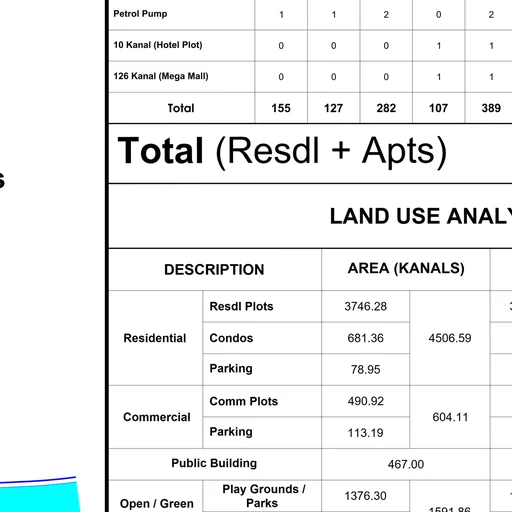 Petrol Pump 1 1 2 0 2
10 Kanal (Hotel Plot) 0 0 0 1 1
126 Kanal (Mega Mall) 0 0 0 1 1
Total 155 127 282 107 389
Total (Resdl + Apts)
s
LAND USE ANALY
DESCRIPTION AREA (KANALS)
Resdl Plots 3746.28
Residential Condos 681.36 4506.59
Parking 78.95
Comm Plots 490.92
Commercial 604.11
Parking 113.19
Public Building 467.00
Play Grounds / 1376.30
Open / Green Parks
1591.86